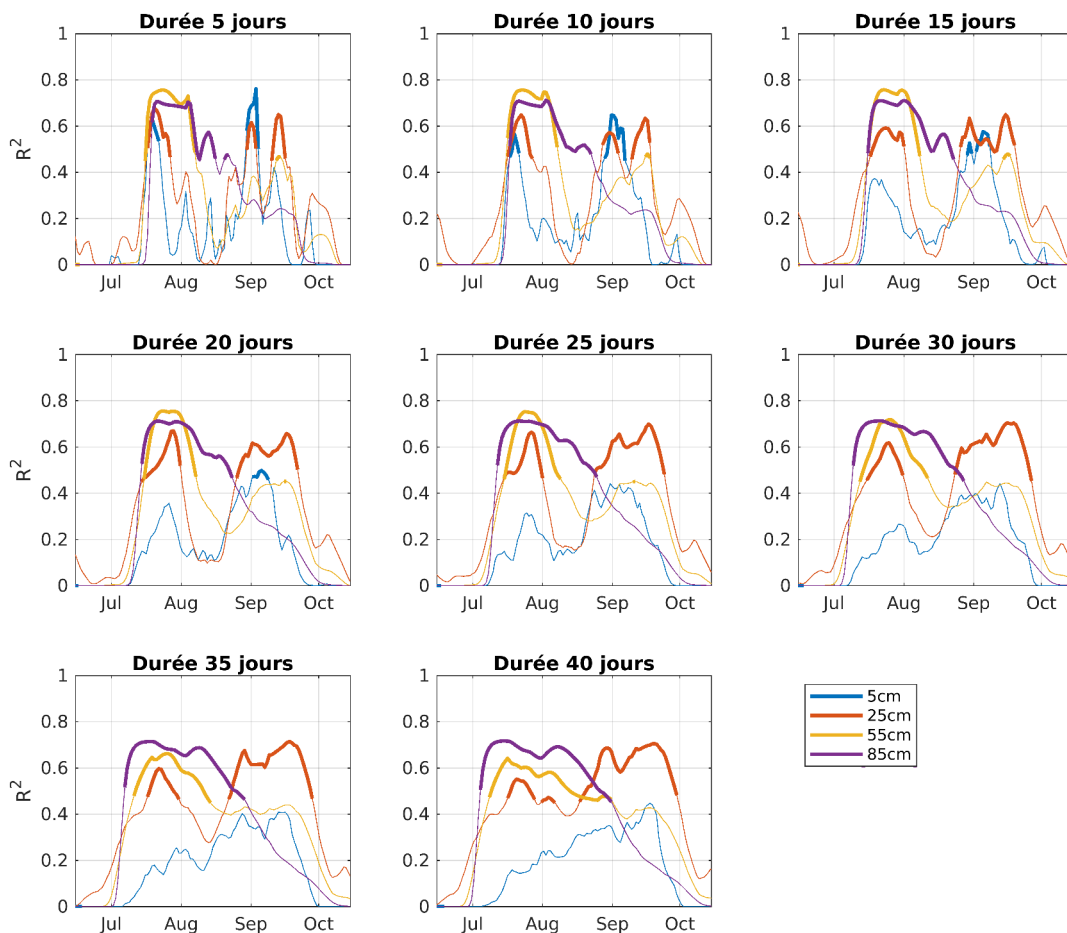 Durée 5 jours
Durée 10 jours
Durée 15 jours
R²
1
0.8
0.6
0.4
0.2
0
Jul Aug Sep Oct
1
0.8
0.6
0.4
0.2
0
Jul Aug Sep Oct
1
0.8
0.6
0.4
0.2
0
Jul Aug Sep Oct
Durée 20 jours
Durée 25 jours
Durée 30 jours
R²
1
0.8
0.6
0.4
0.2
0
Jul Aug Sep Oct
1
0.8
0.6
0.4
0.2
0
Jul Aug Sep Oct
1
0.8
0.6
0.4
0.2
0
Jul Aug Sep Oct
Durée 35 jours
Durée 40 jours
R²
1
0.8
0.6
0.4
0.2
0
Jul Aug Sep Oct
1
0.8
0.6
0.4
0.2
0
Jul Aug Sep Oct
5cm
25cm
55cm
85cm